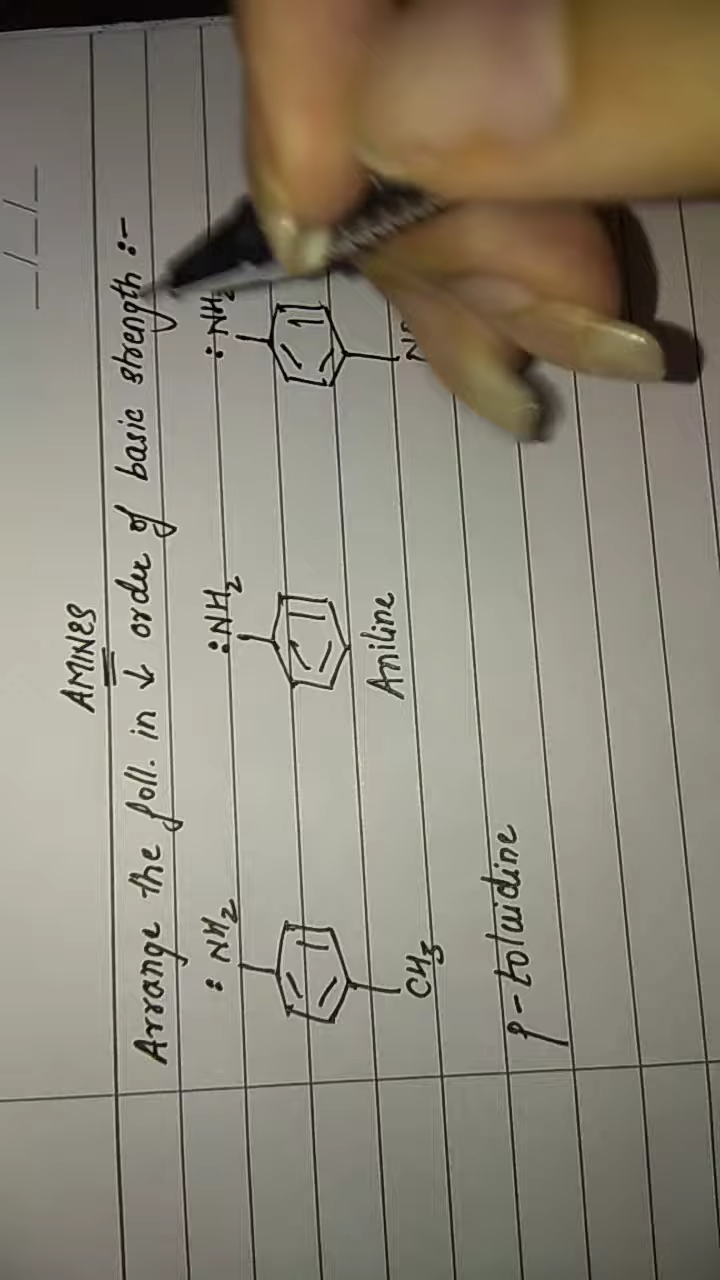 _/_/_
AMINES
Arrange the foll. in ↓ order of basic strength :-
:NH2 :NH2 :NH2
CH3
Aniline
p-toluidine